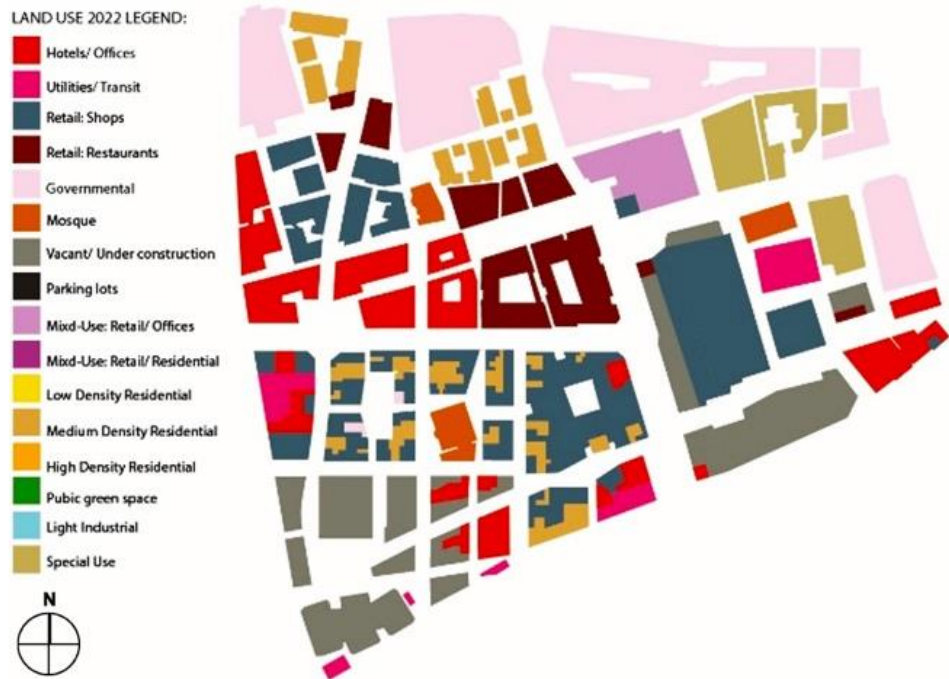 LAND USE 2022 LEGEND:
Hotels/ Offices
Utilities/ Transit
Retail: Shops
Retail: Restaurants
Governmental
Mosque
Vacant/ Under construction
Parking lots
Mixd-Use: Retail/ Offices
Mixd-Use: Retail/ Residential
Low Density Residential
Medium Density Residential
High Density Residential
Pubic green space
Light Industrial
Special Use
N